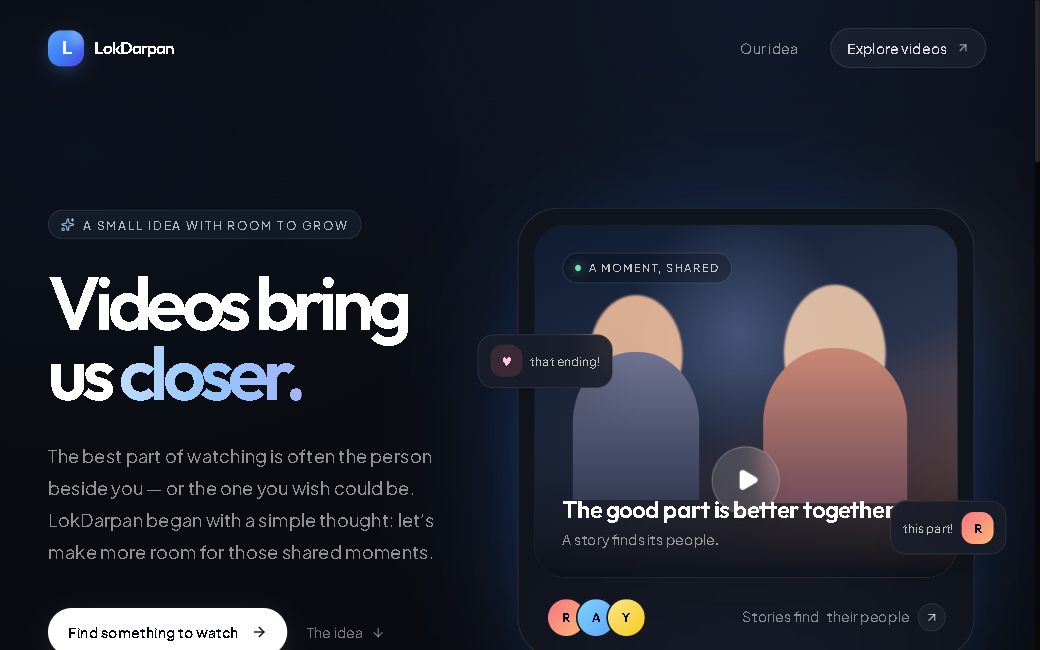 L LokDarpan
Our idea
Explore videos
A SMALL IDEA WITH ROOM TO GROW
Videos bring
us closer.
The best part of watching is often the person
beside you — or the one you wish could be.
LokDarpan began with a simple thought: let's
make more room for those shared moments.
Find something to watch
The idea
A MOMENT, SHARED
that ending!
The good part is better together
A story finds its people.
this part! R
R A Y
Stories find their people